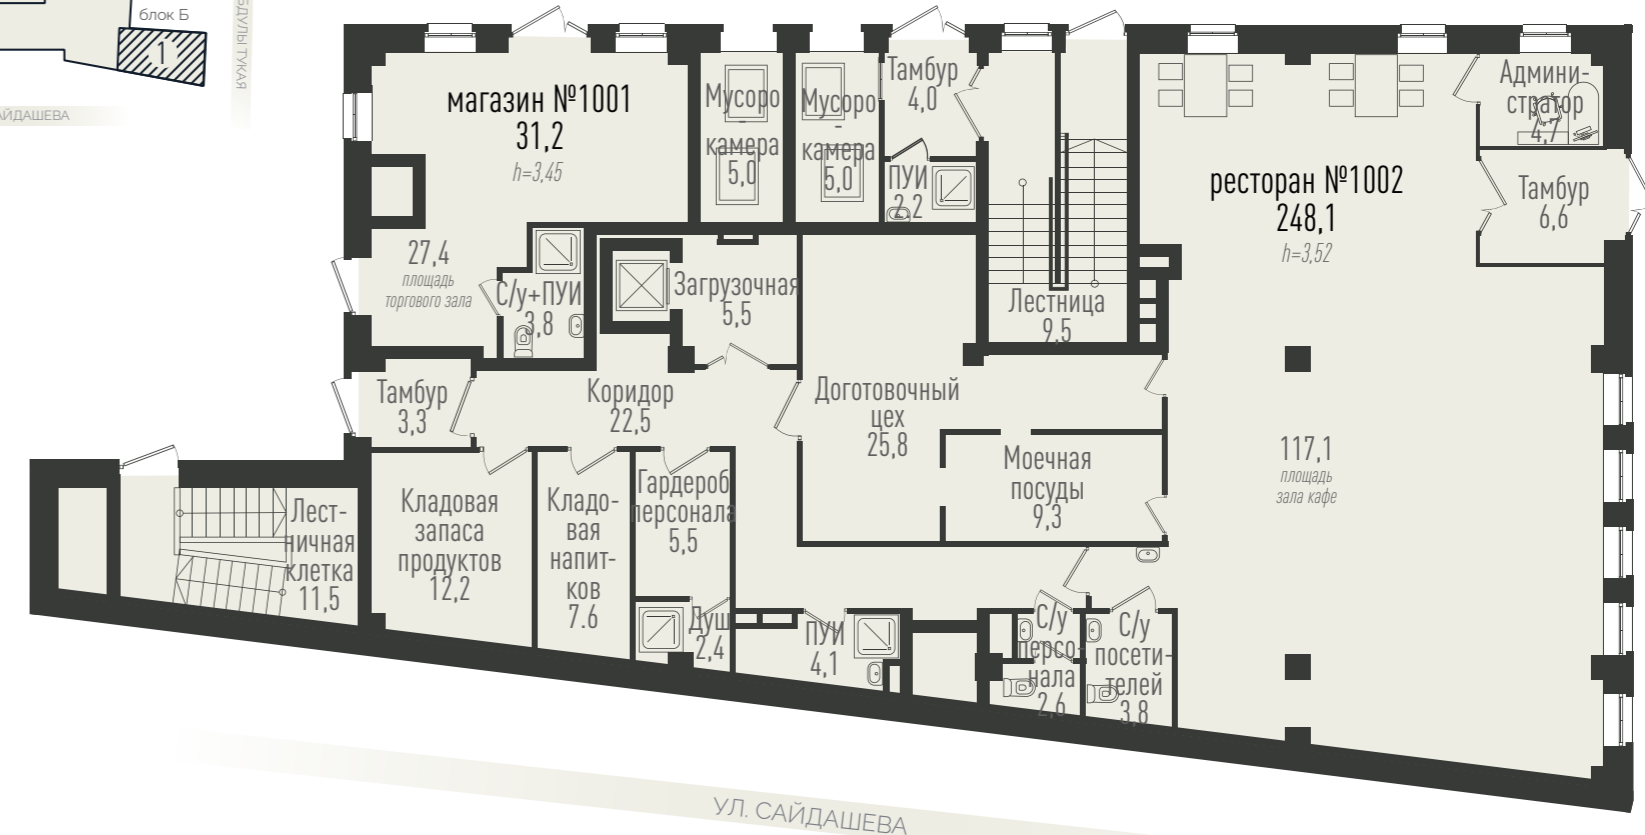 блок Б
1
БДУЛЫ ТУКАЯ
АЙДАШЕВА
магазин №1001
31,2
h=3,45
Мусоро
-
камера
5,0
Мусоро
-
камера
5,0
Тамбур
4,0
ПУИ
2,2
Админи-
стратор
4,7
ресторан №1002
248,1
h=3,52
Тамбур
6,6
27,4
площадь
торгового зала
С/у+ПУИ
3,8
Загрузочная
5,5
Лестница
9,5
Тамбур
3,3
Коридор
22,5
Доготовочный
цех
25,8
Моечная
посуды
9,3
117,1
площадь
зала кафе
Лест-
ничная
клетка
11,5
Кладовая
запаса
продуктов
12,2
Кладо-
вая
напит-
ков
7.6
Гардероб
персонала
5,5
Душ
2,4
ПУИ
4,1
С/у
персо-
нала
2,6
С/у
посети-
телей
3,8
УЛ. САЙДАШЕВА